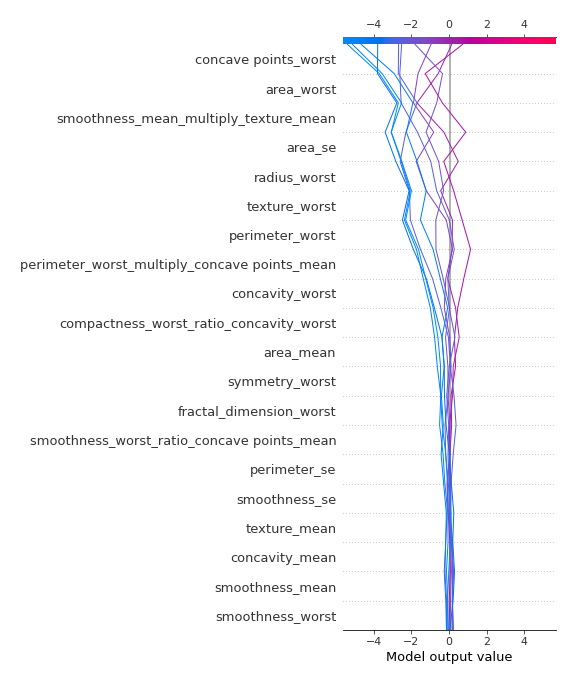 −4 −2 0 2 4
concave points_worst
area_worst
smoothness_mean_multiply_texture_mean
area_se
radius_worst
texture_worst
perimeter_worst
perimeter_worst_multiply_concave points_mean
concavity_worst
compactness_worst_ratio_concavity_worst
area_mean
symmetry_worst
fractal_dimension_worst
smoothness_worst_ratio_concave points_mean
perimeter_se
smoothness_se
texture_mean
concavity_mean
smoothness_mean
smoothness_worst
−4 −2 0 2 4
Model output value